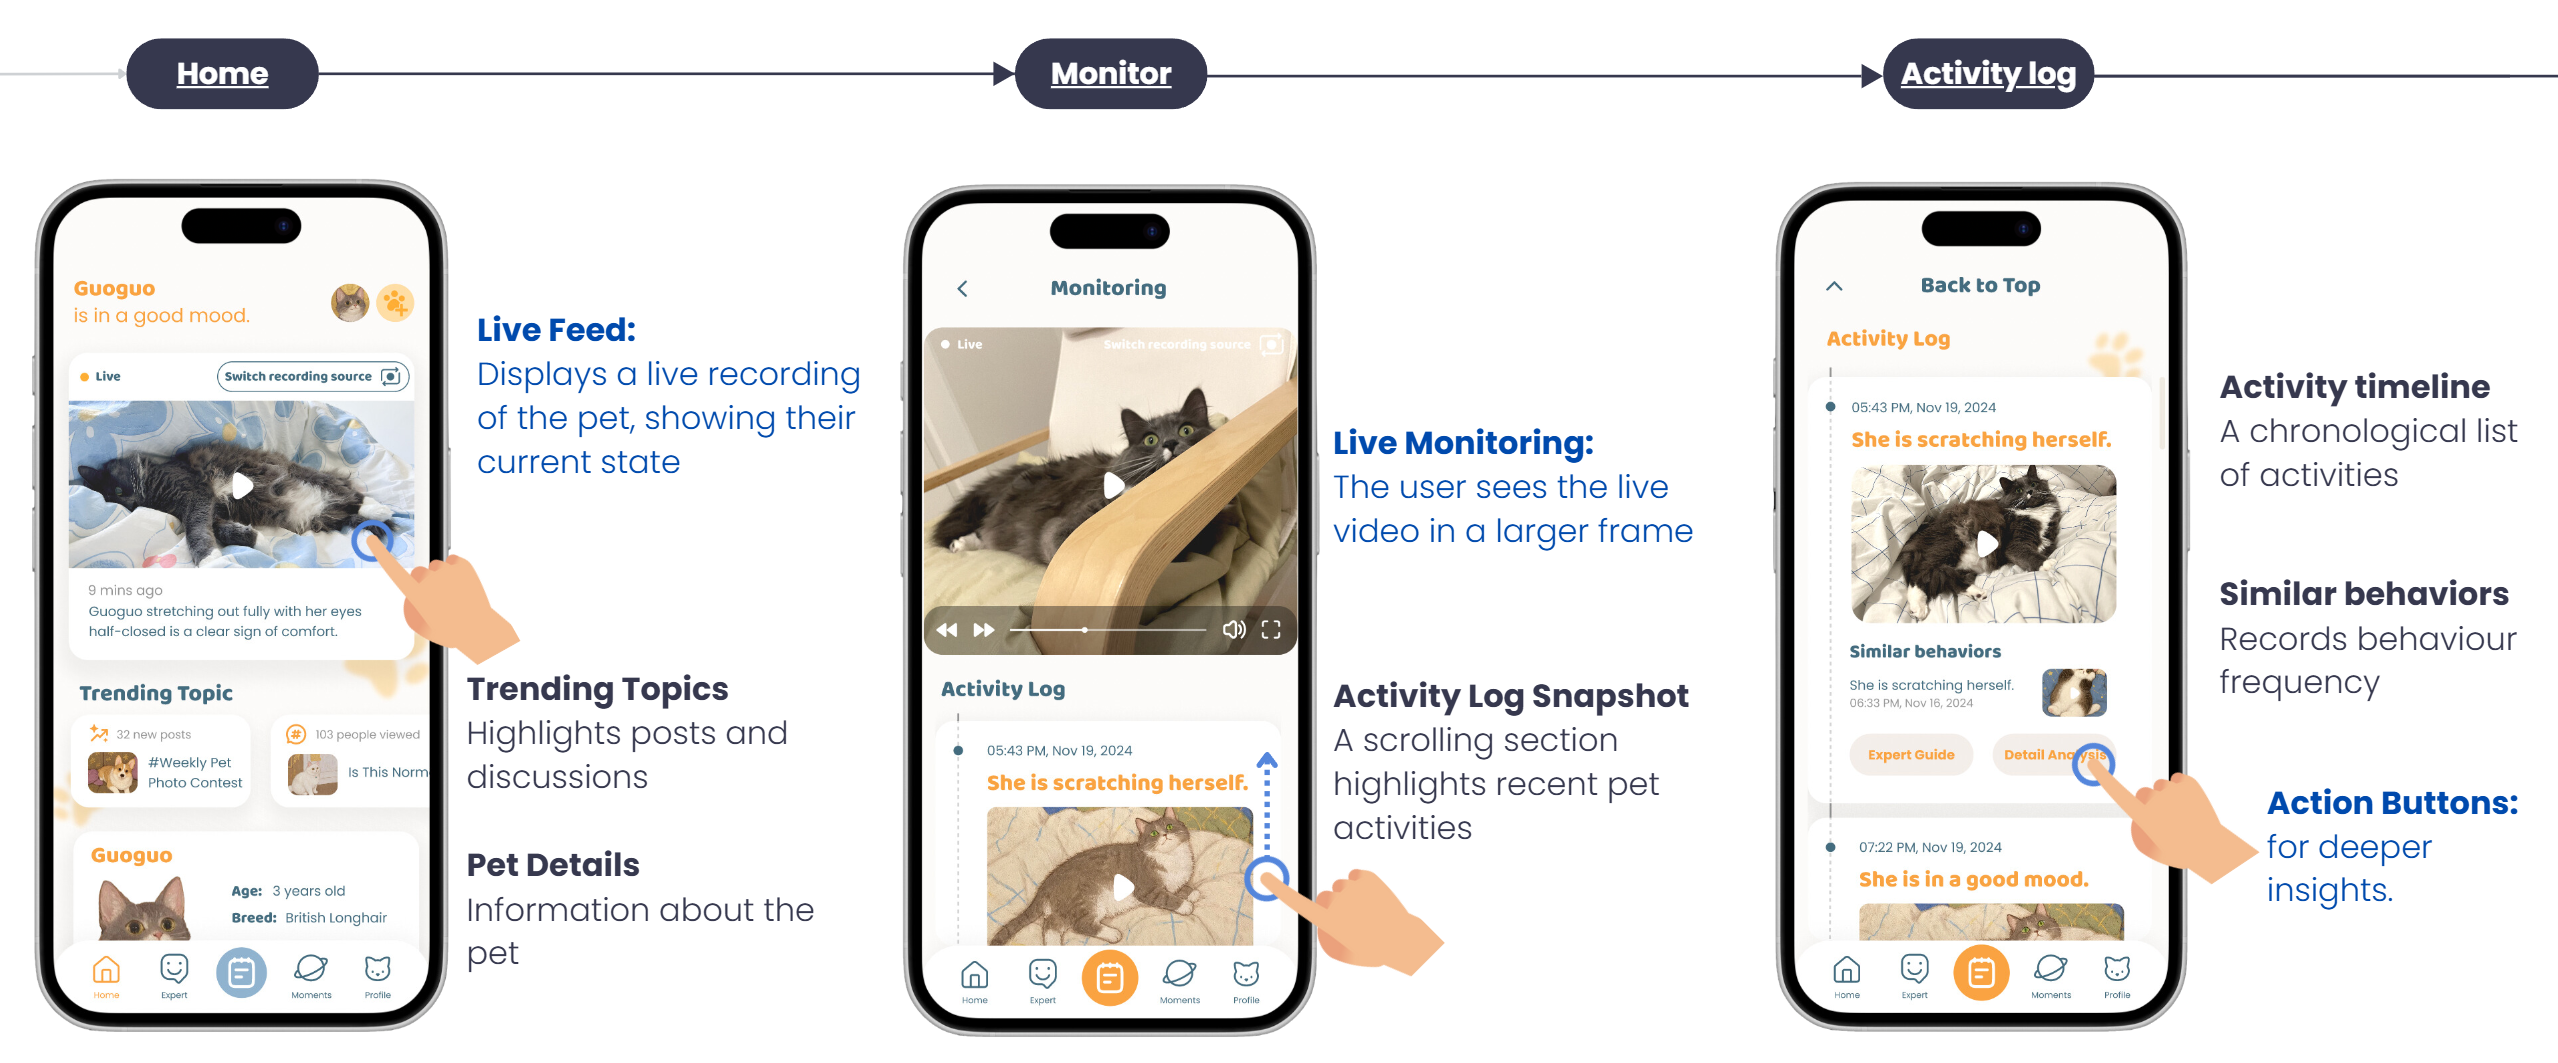 Home
Monitor
Activity log
Guoguo
is in a good mood.
Live
Switch recording source
9 mins ago
Guoguo stretching out fully with her eyes
half-closed is a clear sign of comfort.
Trending Topic
32 new posts
#Weekly Pet
Photo Contest
103 people viewed
Is This Norm
Guoguo
Age: 3 years old
Breed: British Longhair
Home
Expert
Moments
Profile
Live Feed:
Displays a live recording
of the pet, showing their
current state
Trending Topics
Highlights posts and
discussions
Pet Details
Information about the
pet
Monitoring
Live
Switch recording source
Activity Log
05:43 PM, Nov 19, 2024
She is scratching herself.
Home
Expert
Moments
Profile
Live Monitoring:
The user sees the live
video in a larger frame
Activity Log Snapshot
A scrolling section
highlights recent pet
activities
Back to Top
Activity Log
05:43 PM, Nov 19, 2024
She is scratching herself.
Similar behaviors
She is scratching herself.
06:33 PM, Nov 16, 2024
Expert Guide
Detail Analysis
07:22 PM, Nov 19, 2024
She is in a good mood.
Home
Expert
Moments
Profile
Activity timeline
A chronological list
of activities
Similar behaviors
Records behaviour
frequency
Action Buttons:
for deeper
insights.